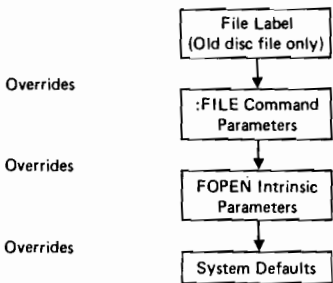 File Label
(Old disc file only)
Overrides
:FILE Command
Parameters
Overrides
FOPEN Intrinsic
Parameters
Overrides
System Defaults